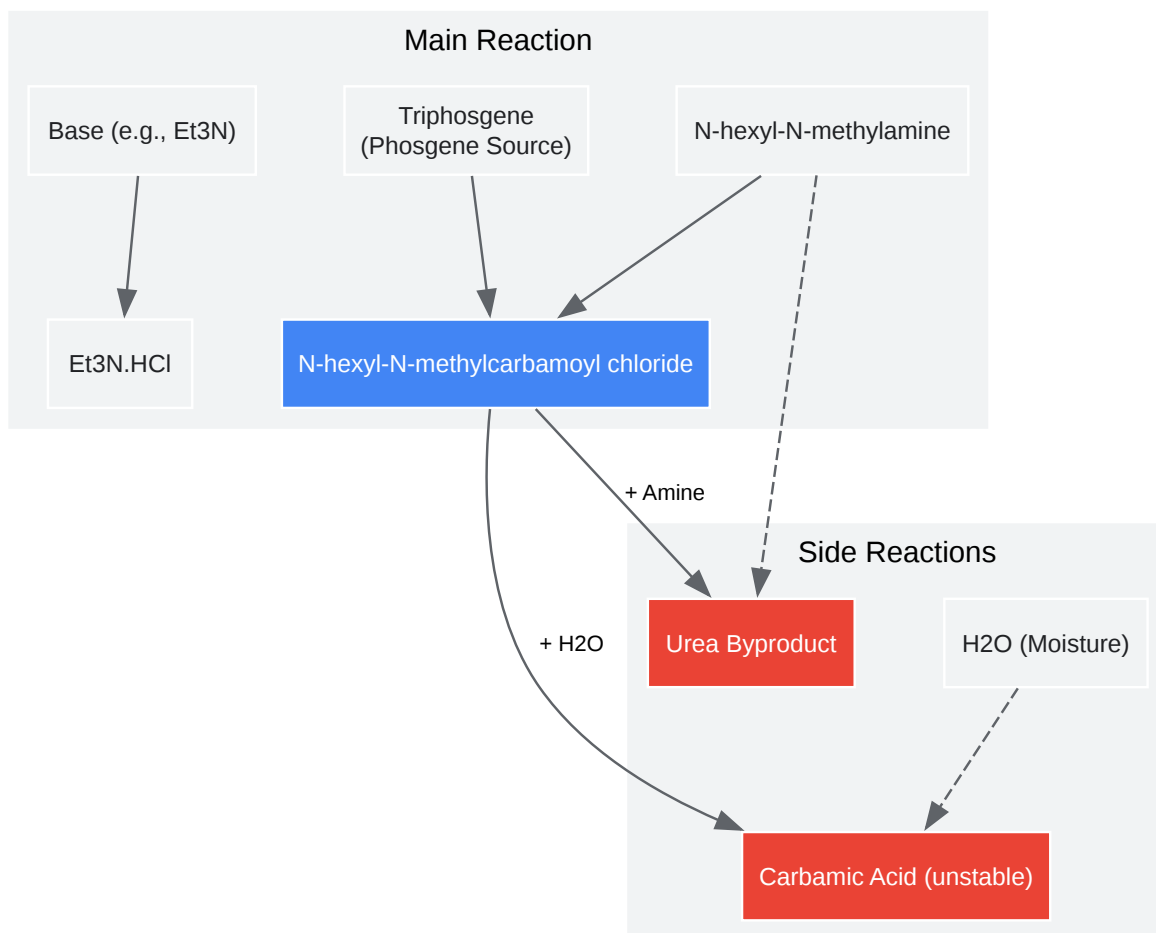 Main Reaction
Base (e.g., Et3N)
Triphosgene
(Phosgene Source)
N-hexyl-N-methylamine
Et3N.HCl
N-hexyl-N-methylcarbamoyl chloride
+ Amine
Side Reactions
+ H2O
Urea Byproduct
H2O (Moisture)
Carbamic Acid (unstable)